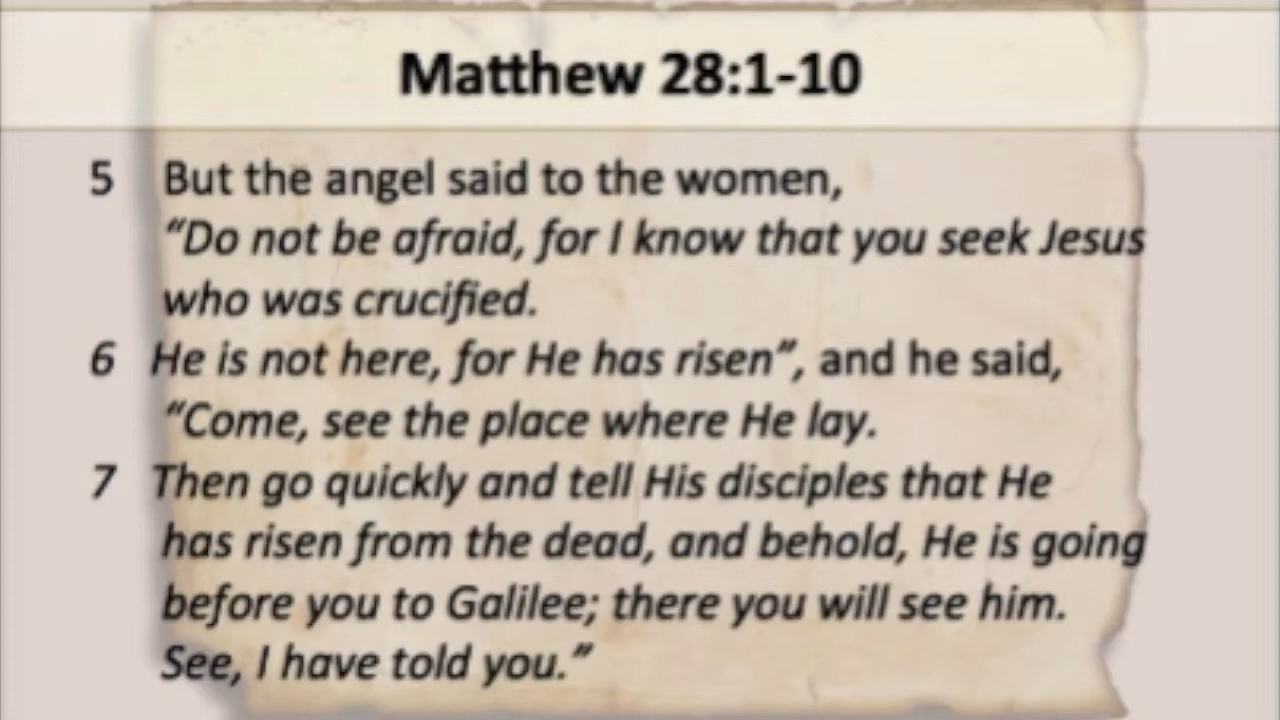 Matthew 28:1-10
5 But the angel said to the women,
“Do not be afraid, for I know that you seek Jesus
who was crucified.
6 He is not here, for He has risen”, and he said,
“Come, see the place where He lay.
7 Then go quickly and tell His disciples that He
has risen from the dead, and behold, He is going
before you to Galilee; there you will see him.
See, I have told you.”